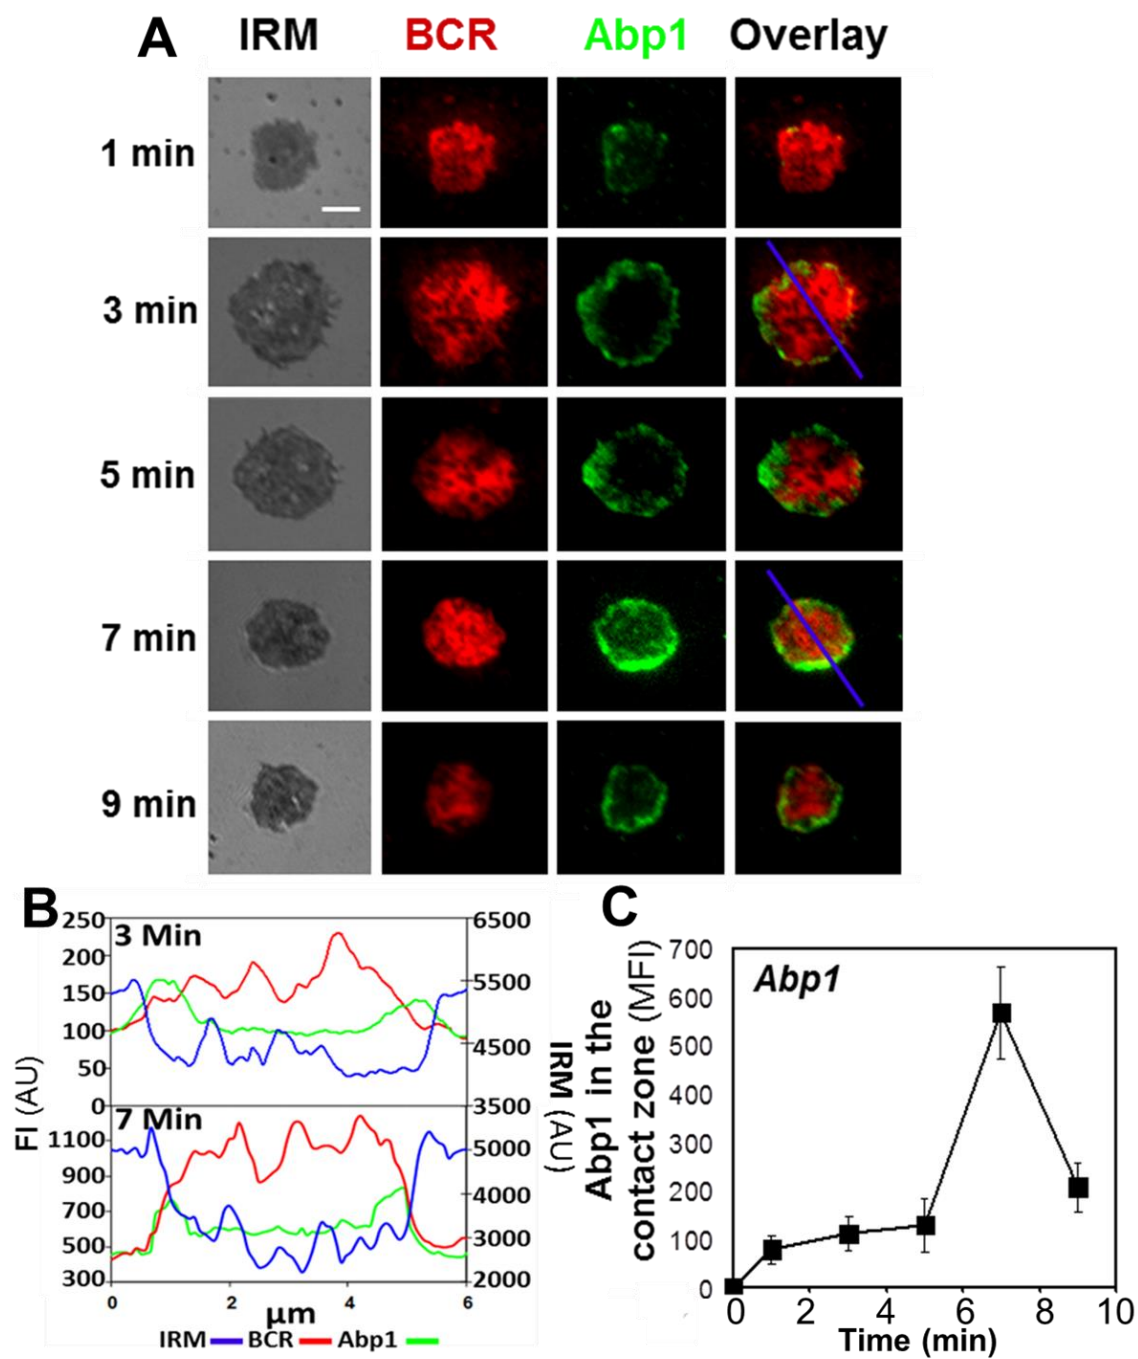 A
IRM BCR Abp1 Overlay
1 min
3 min
5 min
7 min
9 min
B
3 Min
250
200
150
100
50
0
6500
5500
4500
3500
7 Min
1100
900
700
500
300
5000
4000
3000
2000
FI (AU)
IRM (AU)
0 2 4 6
μm
IRM BCR Abp1
C
Abp1
Abp1 in the
contact zone (MFI)
700
600
500
400
300
200
100
0
0 2 4 6 8 10
Time (min)